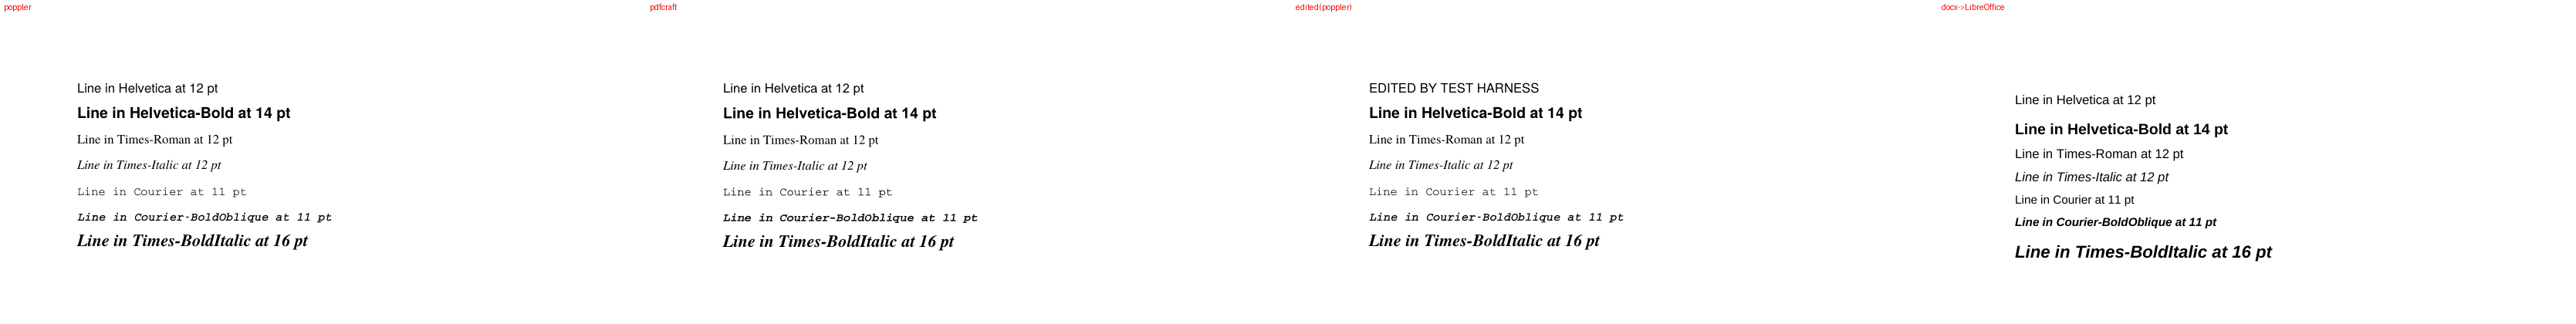 poppler
Line in Helvetica at 12 pt
Line in Helvetica-Bold at 14 pt
Line in Times-Roman at 12 pt
Line in Times-Italic at 12 pt
Line in Courier at 11 pt
Line in Courier-BoldOblique at 11 pt
Line in Times-BoldItalic at 16 pt
pdfcraft
Line in Helvetica at 12 pt
Line in Helvetica-Bold at 14 pt
Line in Times-Roman at 12 pt
Line in Times-Italic at 12 pt
Line in Courier at 11 pt
Line in Courier-BoldOblique at 11 pt
Line in Times-BoldItalic at 16 pt
edited(poppler)
EDITED BY TEST HARNESS
Line in Helvetica-Bold at 14 pt
Line in Times-Roman at 12 pt
Line in Times-Italic at 12 pt
Line in Courier at 11 pt
Line in Courier-BoldOblique at 11 pt
Line in Times-BoldItalic at 16 pt
docx->LibreOffice
Line in Helvetica at 12 pt
Line in Helvetica-Bold at 14 pt
Line in Times-Roman at 12 pt
Line in Times-Italic at 12 pt
Line in Courier at 11 pt
Line in Courier-BoldOblique at 11 pt
Line in Times-BoldItalic at 16 pt